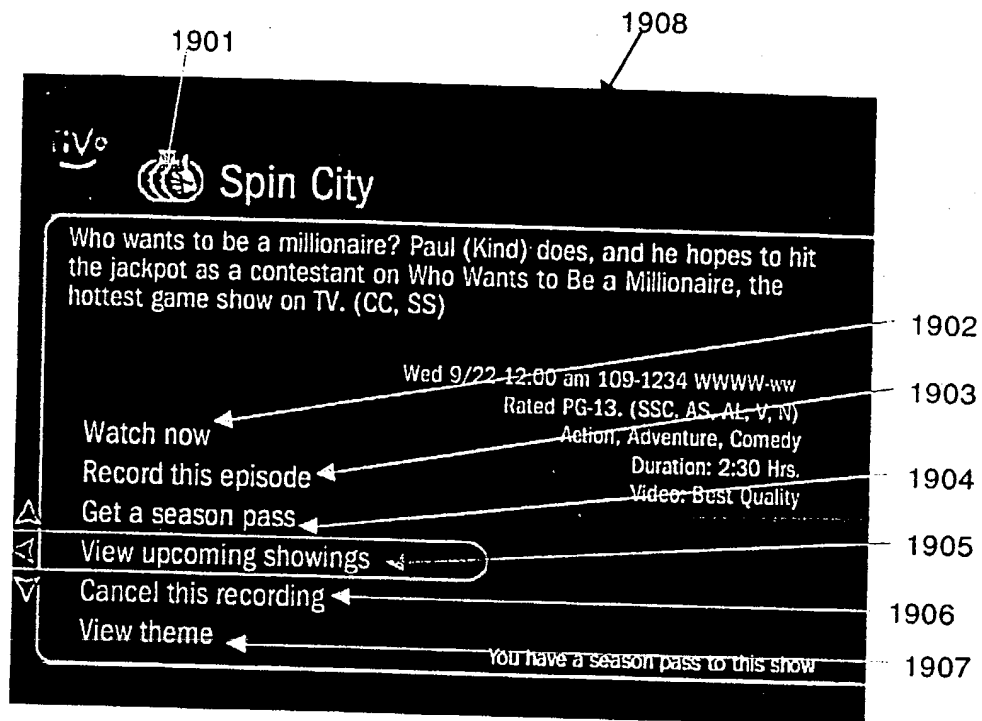 1901
1908
TiVo
Spin City
Who wants to be a millionaire? Paul (Kind) does, and he hopes to hit
the jackpot as a contestant on Who Wants to Be a Millionaire, the
hottest game show on TV. (CC, SS)
1902
Wed 9/22 12:00 am 109-1234 WWWW-ww
1903
Rated PG-13. (SSC, AS, AL, V, N)
Watch now
Action, Adventure, Comedy
Record this episode
Duration: 2:30 Hrs.
1904
Video: Best Quality
Get a season pass
1905
View upcoming showings
Cancel this recording
1906
View theme
You have a season pass to this show
1907